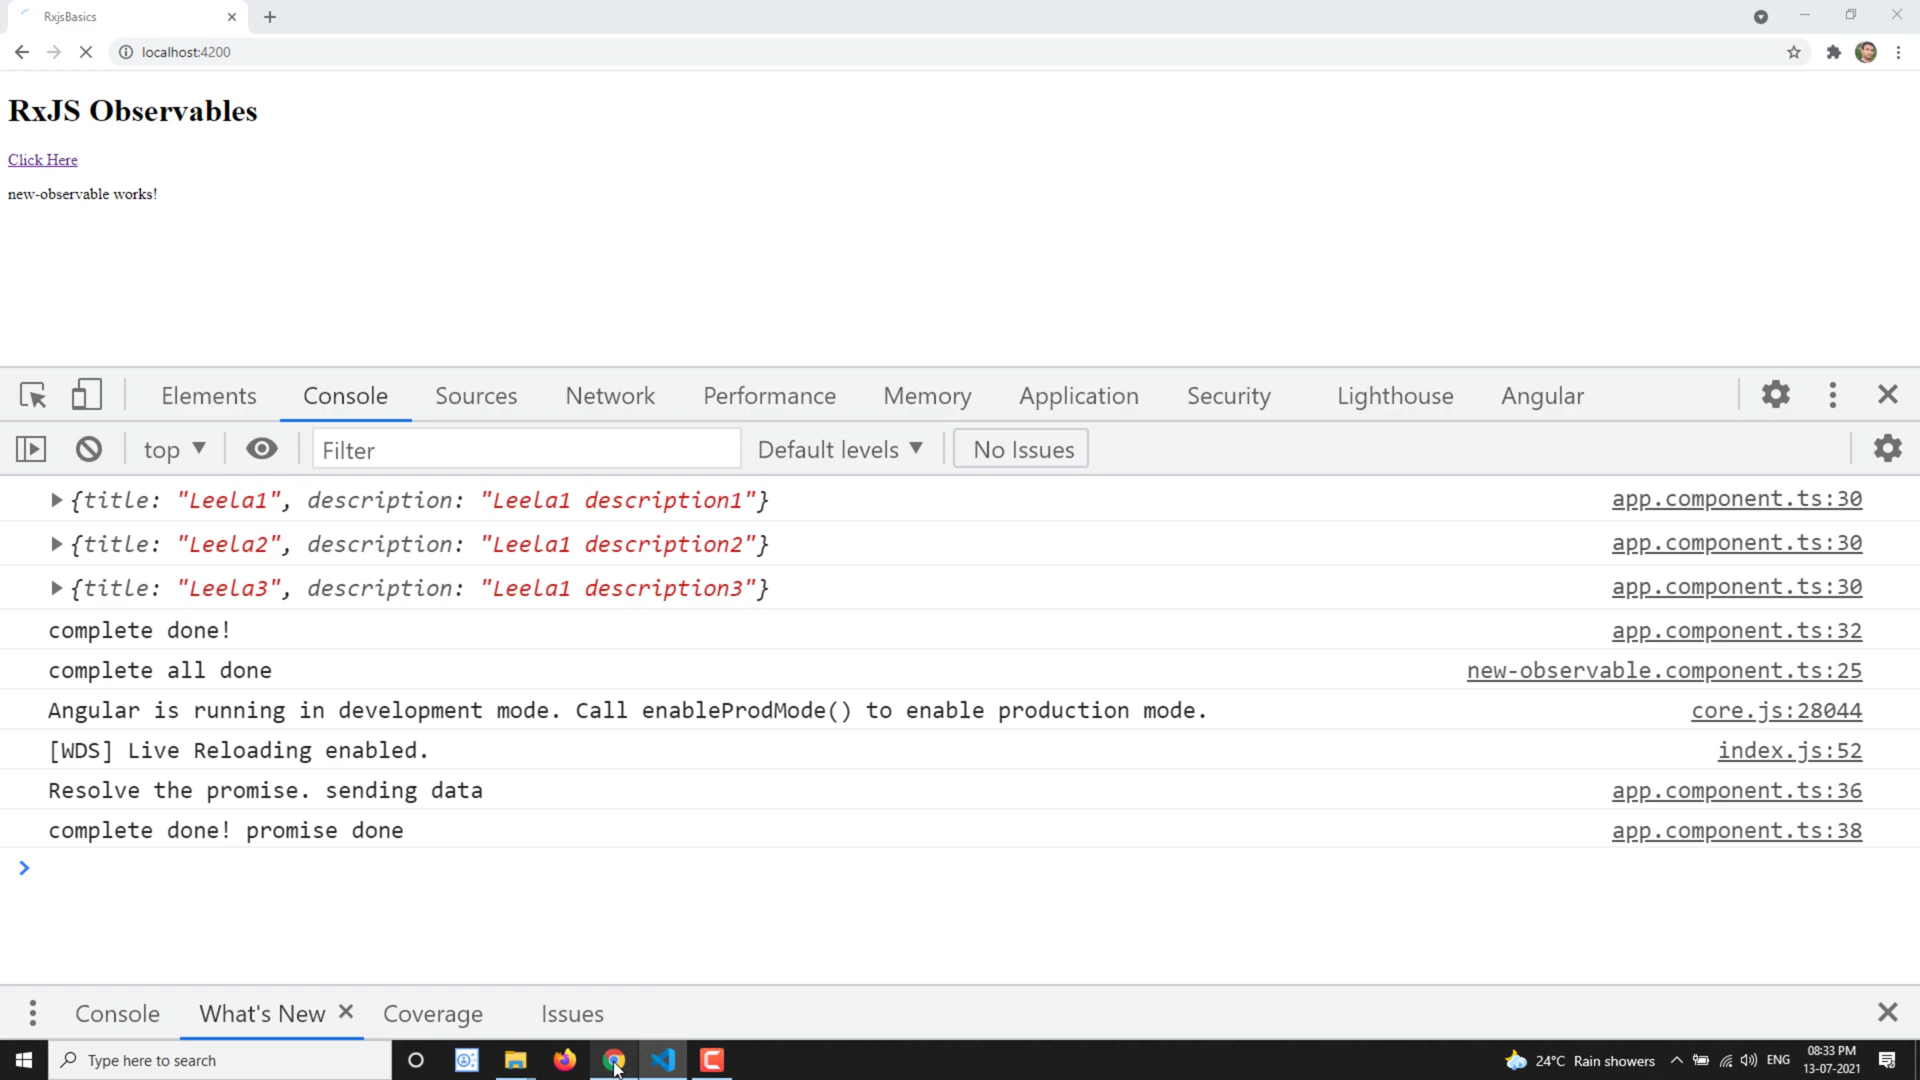 RxjsBasics
localhost:4200
RxJS Observables
Click Here
new-observable works!
Elements Console Sources Network Performance Memory Application Security Lighthouse Angular
top Filter Default levels No Issues
{title: "Leela1", description: "Leela1 description1"} app.component.ts:30
{title: "Leela2", description: "Leela1 description2"} app.component.ts:30
{title: "Leela3", description: "Leela1 description3"} app.component.ts:30
complete done! app.component.ts:32
complete all done new-observable.component.ts:25
Angular is running in development mode. Call enableProdMode() to enable production mode. core.js:28044
[WDS] Live Reloading enabled. index.js:52
Resolve the promise. sending data app.component.ts:36
complete done! promise done app.component.ts:38
Console What's New Coverage Issues
Type here to search 24°C Rain showers ENG 08:33 PM
13-07-2021